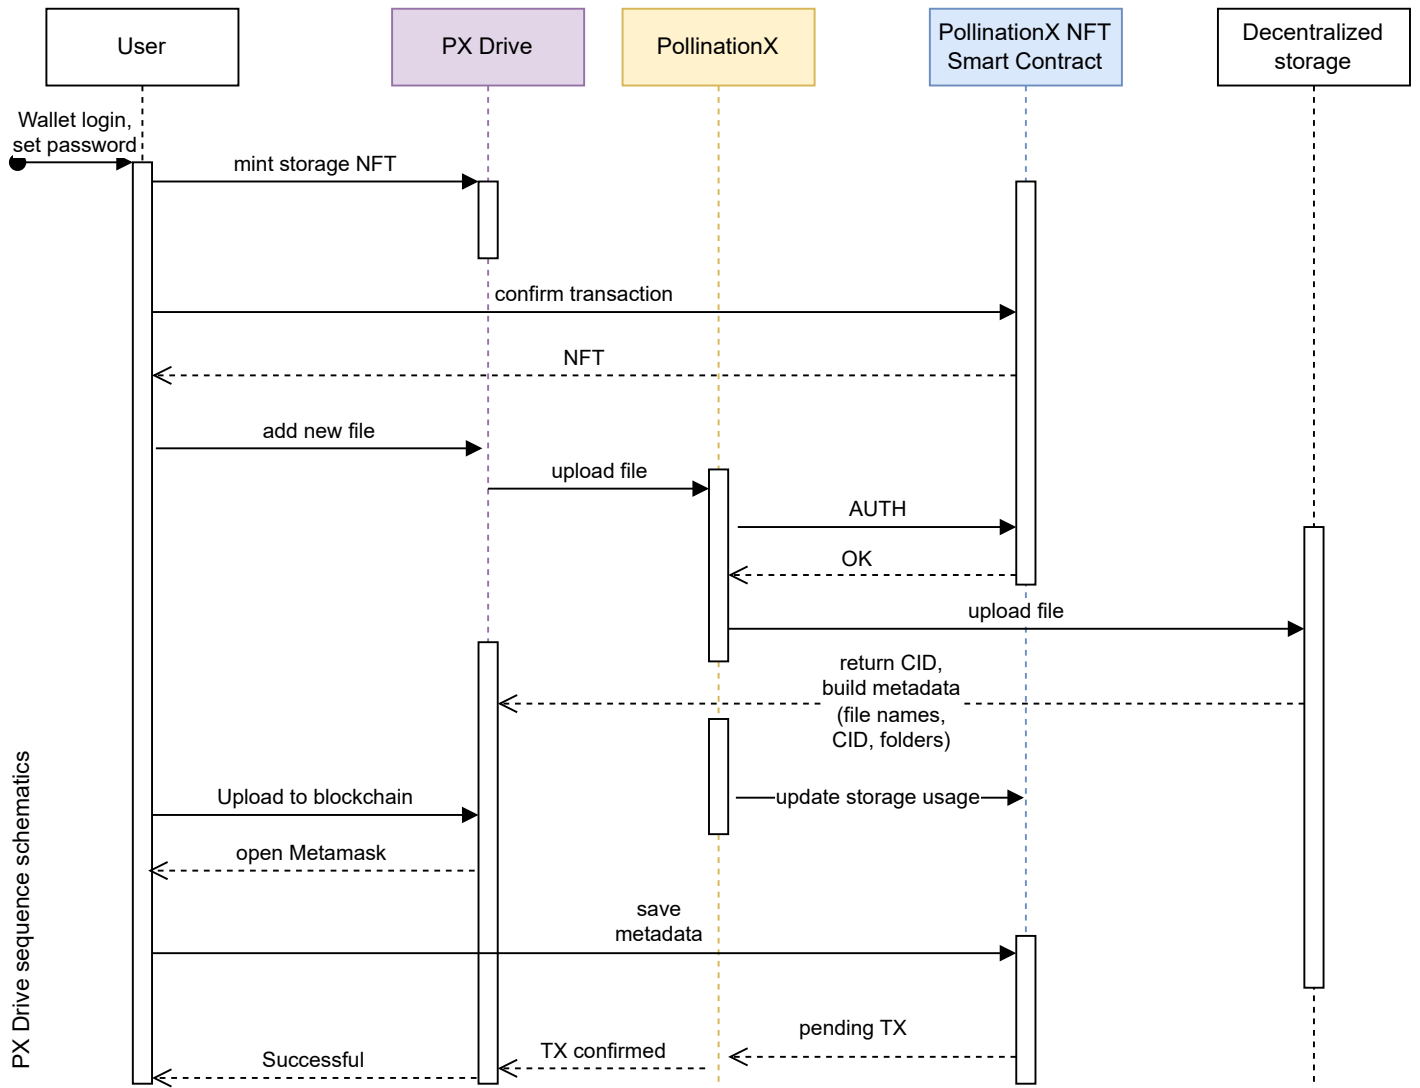 User
PX Drive
PollinationX
PollinationX NFT
Smart Contract
Decentralized
storage
Wallet login,
set password
mint storage NFT
confirm transaction
NFT
add new file
upload file
AUTH
OK
upload file
return CID,
build metadata
(file names,
CID, folders)
Upload to blockchain
update storage usage
open Metamask
save
metadata
pending TX
TX confirmed
Successful
PX Drive sequence schematics